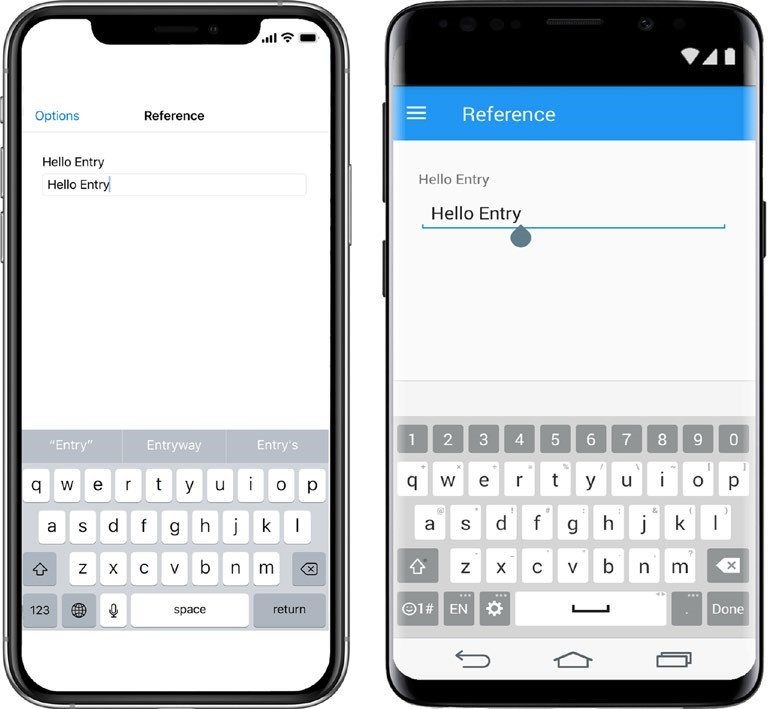 Options Reference
Hello Entry
Hello Entry
"Entry" Entryway Entry's
q w e r t y u i o p
a s d f g h j k l
z x c v b n m
123 space return
Reference
Hello Entry
Hello Entry
1 2 3 4 5 6 7 8 9 0
q w e r t y u i o p
a s d f g h j k l
z x c v b n m
1# EN . Done